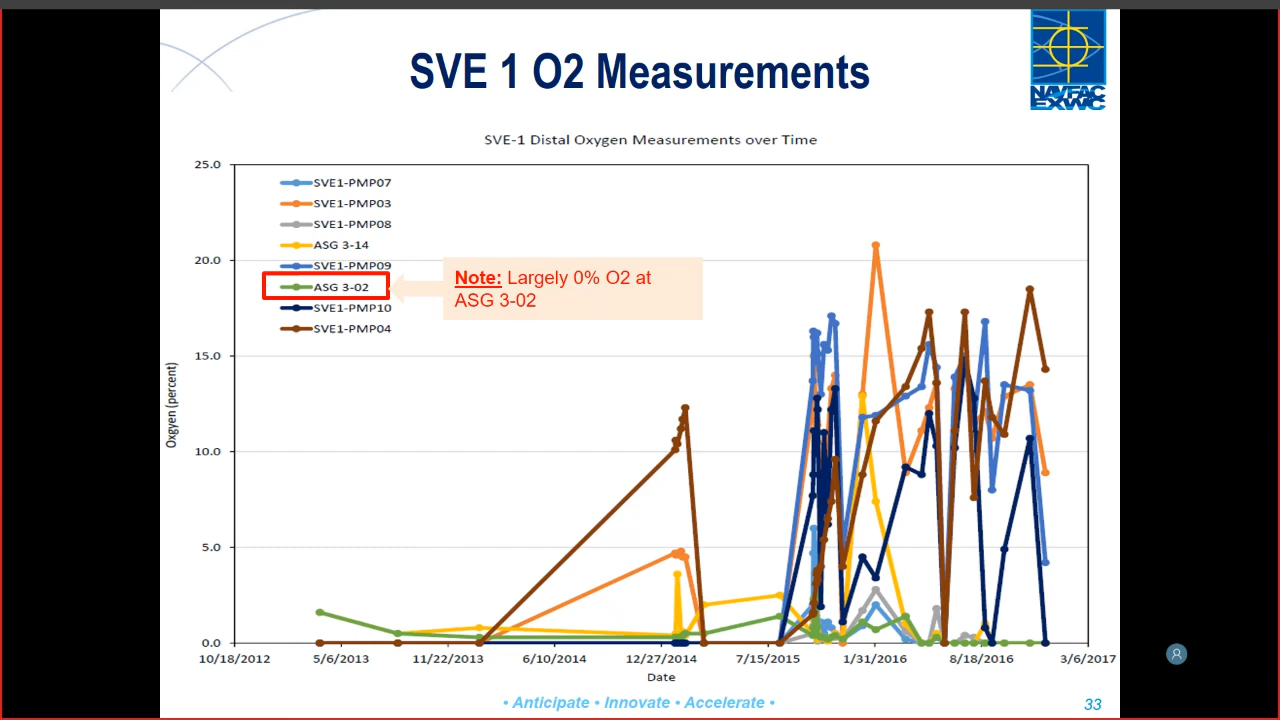 SVE 1 O2 Measurements
NAVFAC
EXWC
SVE-1 Distal Oxygen Measurements over Time
25.0
20.0
15.0
10.0
5.0
0.0
Oxgyen (percent)
SVE1-PMP07
SVE1-PMP03
SVE1-PMP08
ASG 3-14
SVE1-PMP09
ASG 3-02
SVE1-PMP10
SVE1-PMP04
Note: Largely 0% O2 at
ASG 3-02
10/18/2012 5/6/2013 11/22/2013 6/10/2014 12/27/2014 7/15/2015 1/31/2016 8/18/2016 3/6/2017
Date
• Anticipate • Innovate • Accelerate •
33